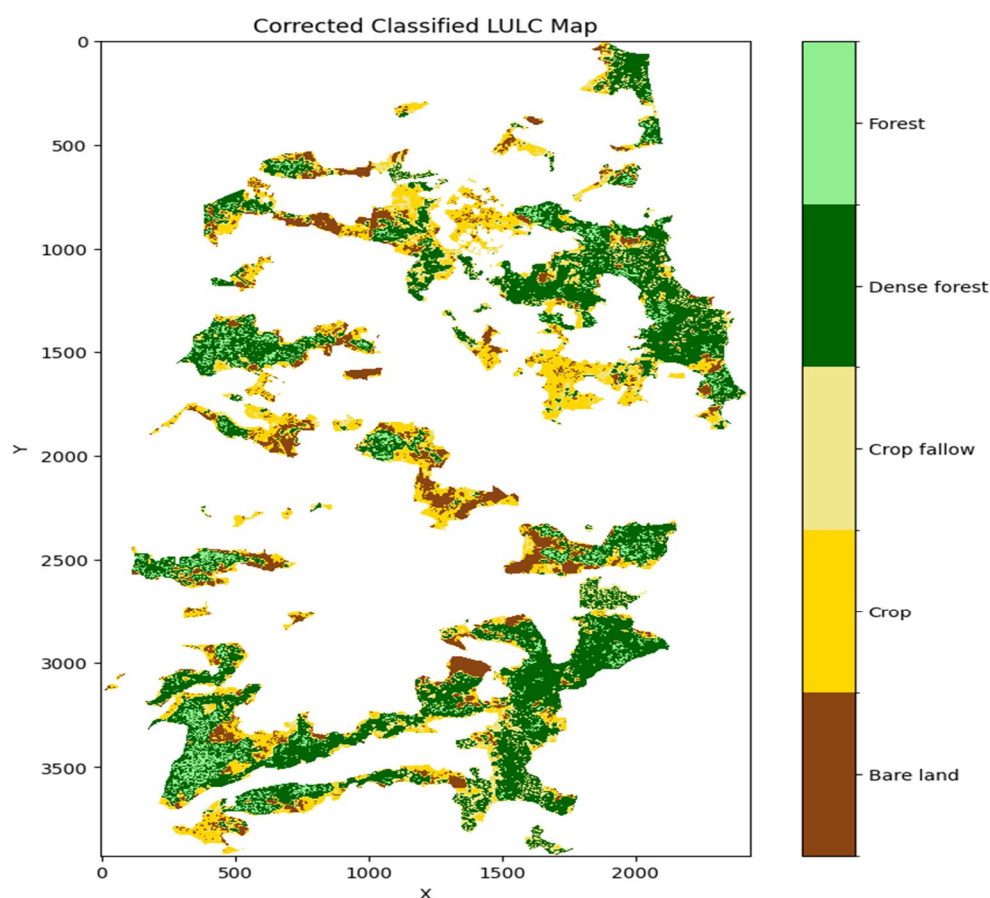 Corrected Classified LULC Map
0
500
1000
1500
2000
2500
3000
3500
Y
0
500
1000
1500
2000
X
Forest
Dense forest
Crop fallow
Crop
Bare land